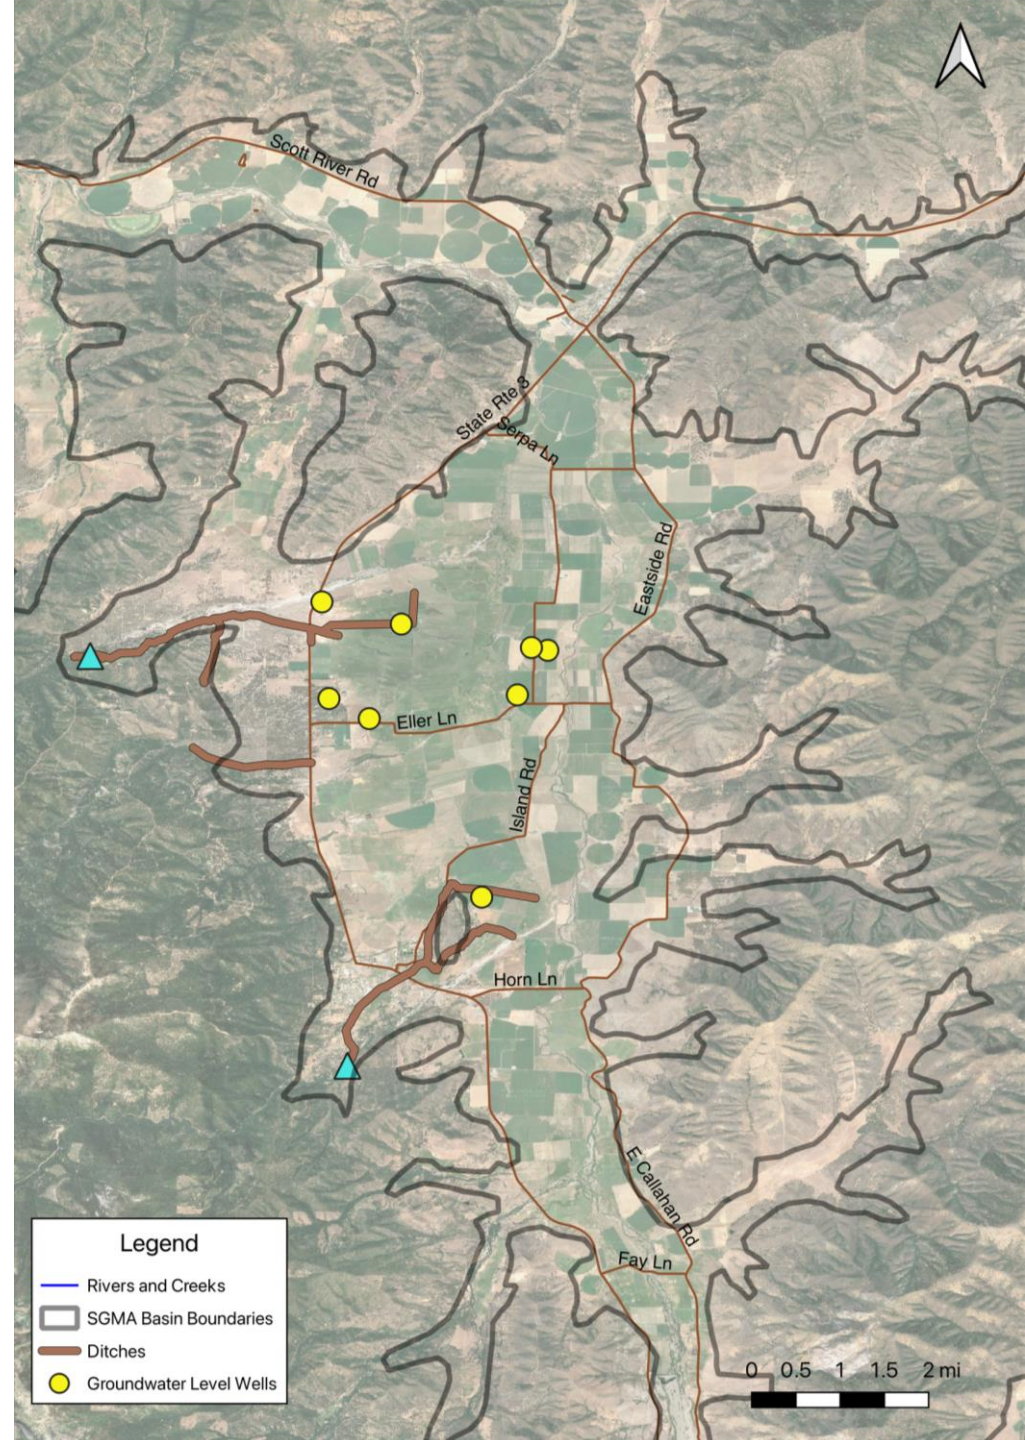 Scott River Rd
State Rte 3
Serpa Ln
Eastside Rd
Eller Ln
Island Rd
Horn Ln
E Callahan Rd
Fay Ln
Legend
Rivers and Creeks
SGMA Basin Boundaries
Ditches
Groundwater Level Wells
0 0.5 1 1.5 2 mi